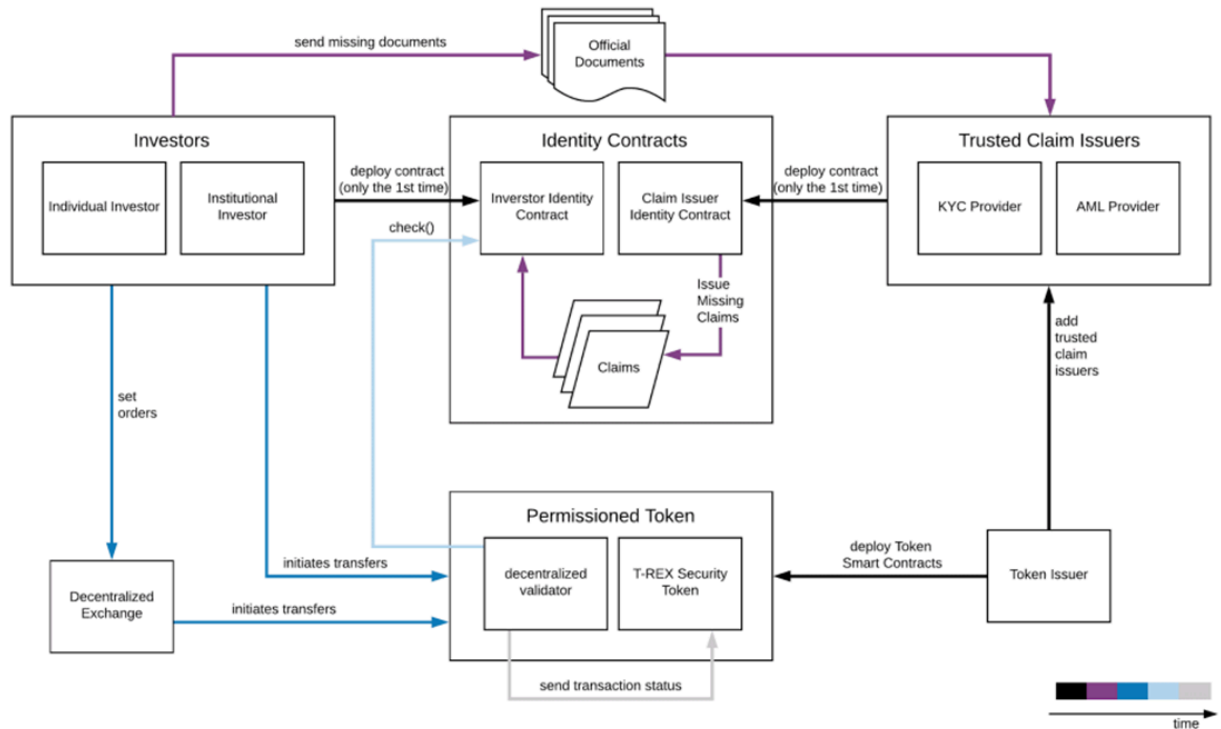 send missing documents
Official
Documents
Investors
Individual Investor
Institutional
Investor
deploy contract
(only the 1st time)
Identity Contracts
Inverstor Identity
Contract
Claim Issuer
Identity Contract
deploy contract
(only the 1st time)
Trusted Claim Issuers
KYC Provider
AML Provider
check()
Issue
Missing
Claims
Claims
add
trusted
claim
issuers
set
orders
Permissioned Token
decentralized
validator
T-REX Security
Token
initiates transfers
deploy Token
Smart Contracts
Token Issuer
Decentralized
Exchange
initiates transfers
send transaction status
time